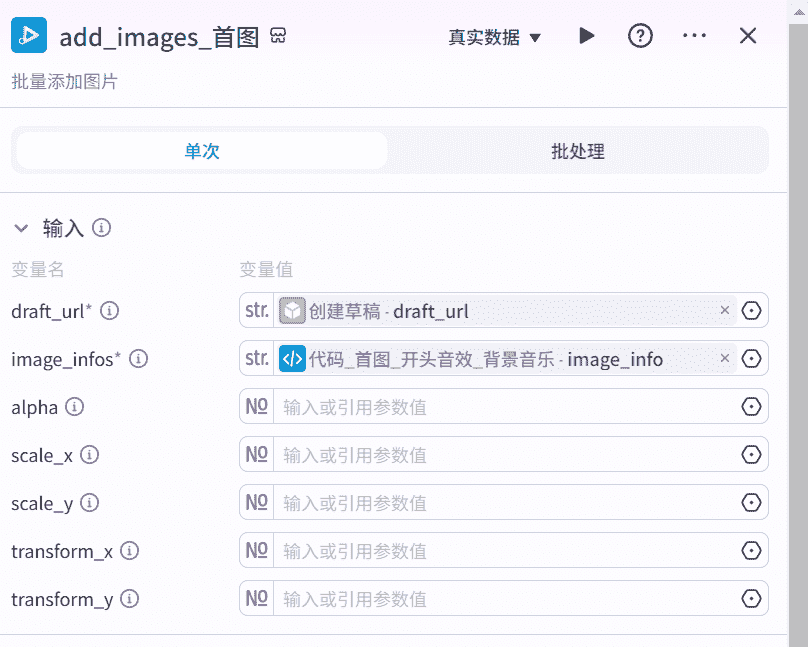 add_images_首图 真实数据
批量添加图片
单次 批处理
输入
变量名 变量值
draft_url* str. 创建草稿 - draft_url
image_infos* str. 代码_首图_开头音效_背景音乐 - image_info
alpha № 输入或引用参数值
scale_x № 输入或引用参数值
scale_y № 输入或引用参数值
transform_x № 输入或引用参数值
transform_y № 输入或引用参数值